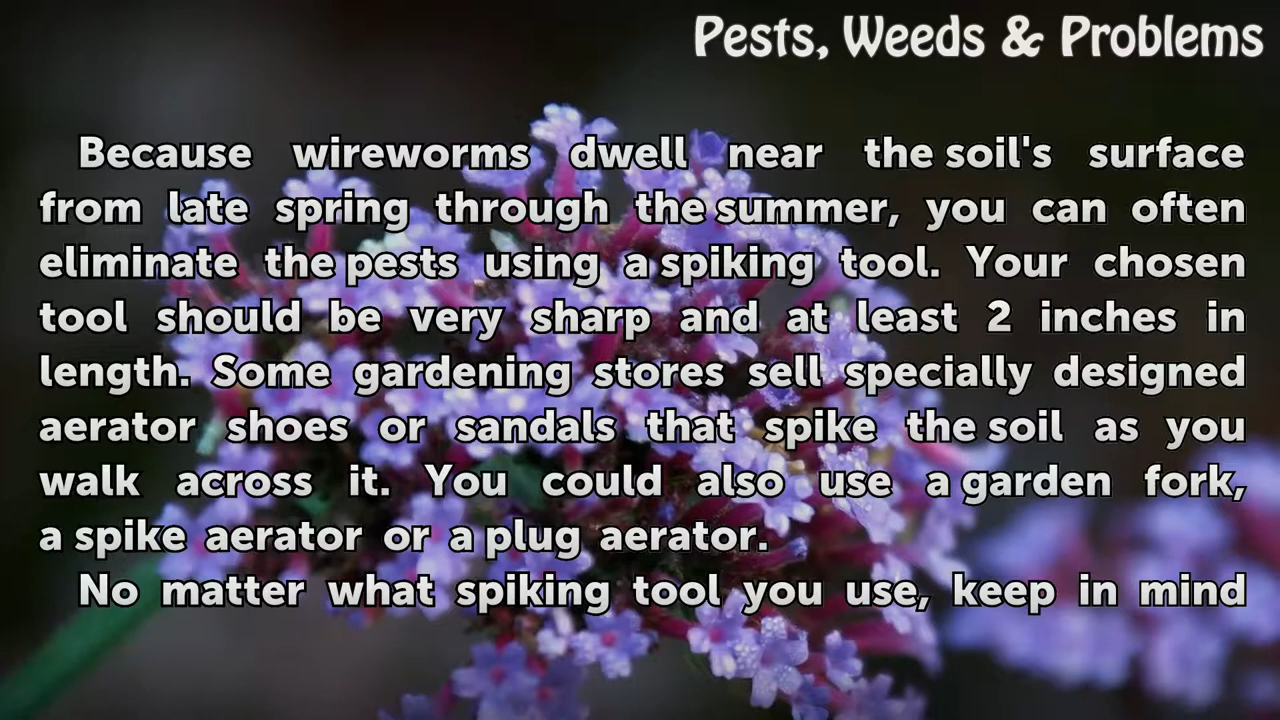 Pests, Weeds & Problems
Because wireworms dwell near the soil's surface
from late spring through the summer, you can often
eliminate the pests using a spiking tool. Your chosen
tool should be very sharp and at least 2 inches in
length. Some gardening stores sell specially designed
aerator shoes or sandals that spike the soil as you
walk across it. You could also use a garden fork,
a spike aerator or a plug aerator.
No matter what spiking tool you use, keep in mind